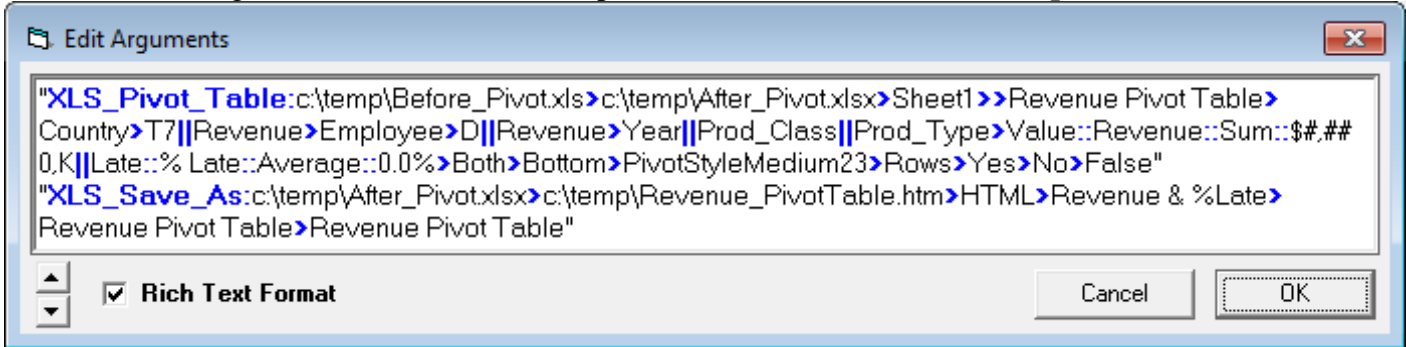 Edit Arguments
"XLS_Pivot_Table:c:\temp\Before_Pivot.xls>c:\temp\After_Pivot.xlsx>Sheet1>>Revenue Pivot Table>
Country>T7||Revenue>Employee>D||Revenue>Year||Prod_Class||Prod_Type>Value::Revenue::Sum::$#,##
0,K||Late::% Late::Average::0.0%>Both>Bottom>PivotStyleMedium23>Rows>Yes>No>False"
"XLS_Save_As:c:\temp\After_Pivot.xlsx>c:\temp\Revenue_PivotTable.htm>HTML>Revenue & %Late>
Revenue Pivot Table>Revenue Pivot Table"
Rich Text Format
Cancel
OK